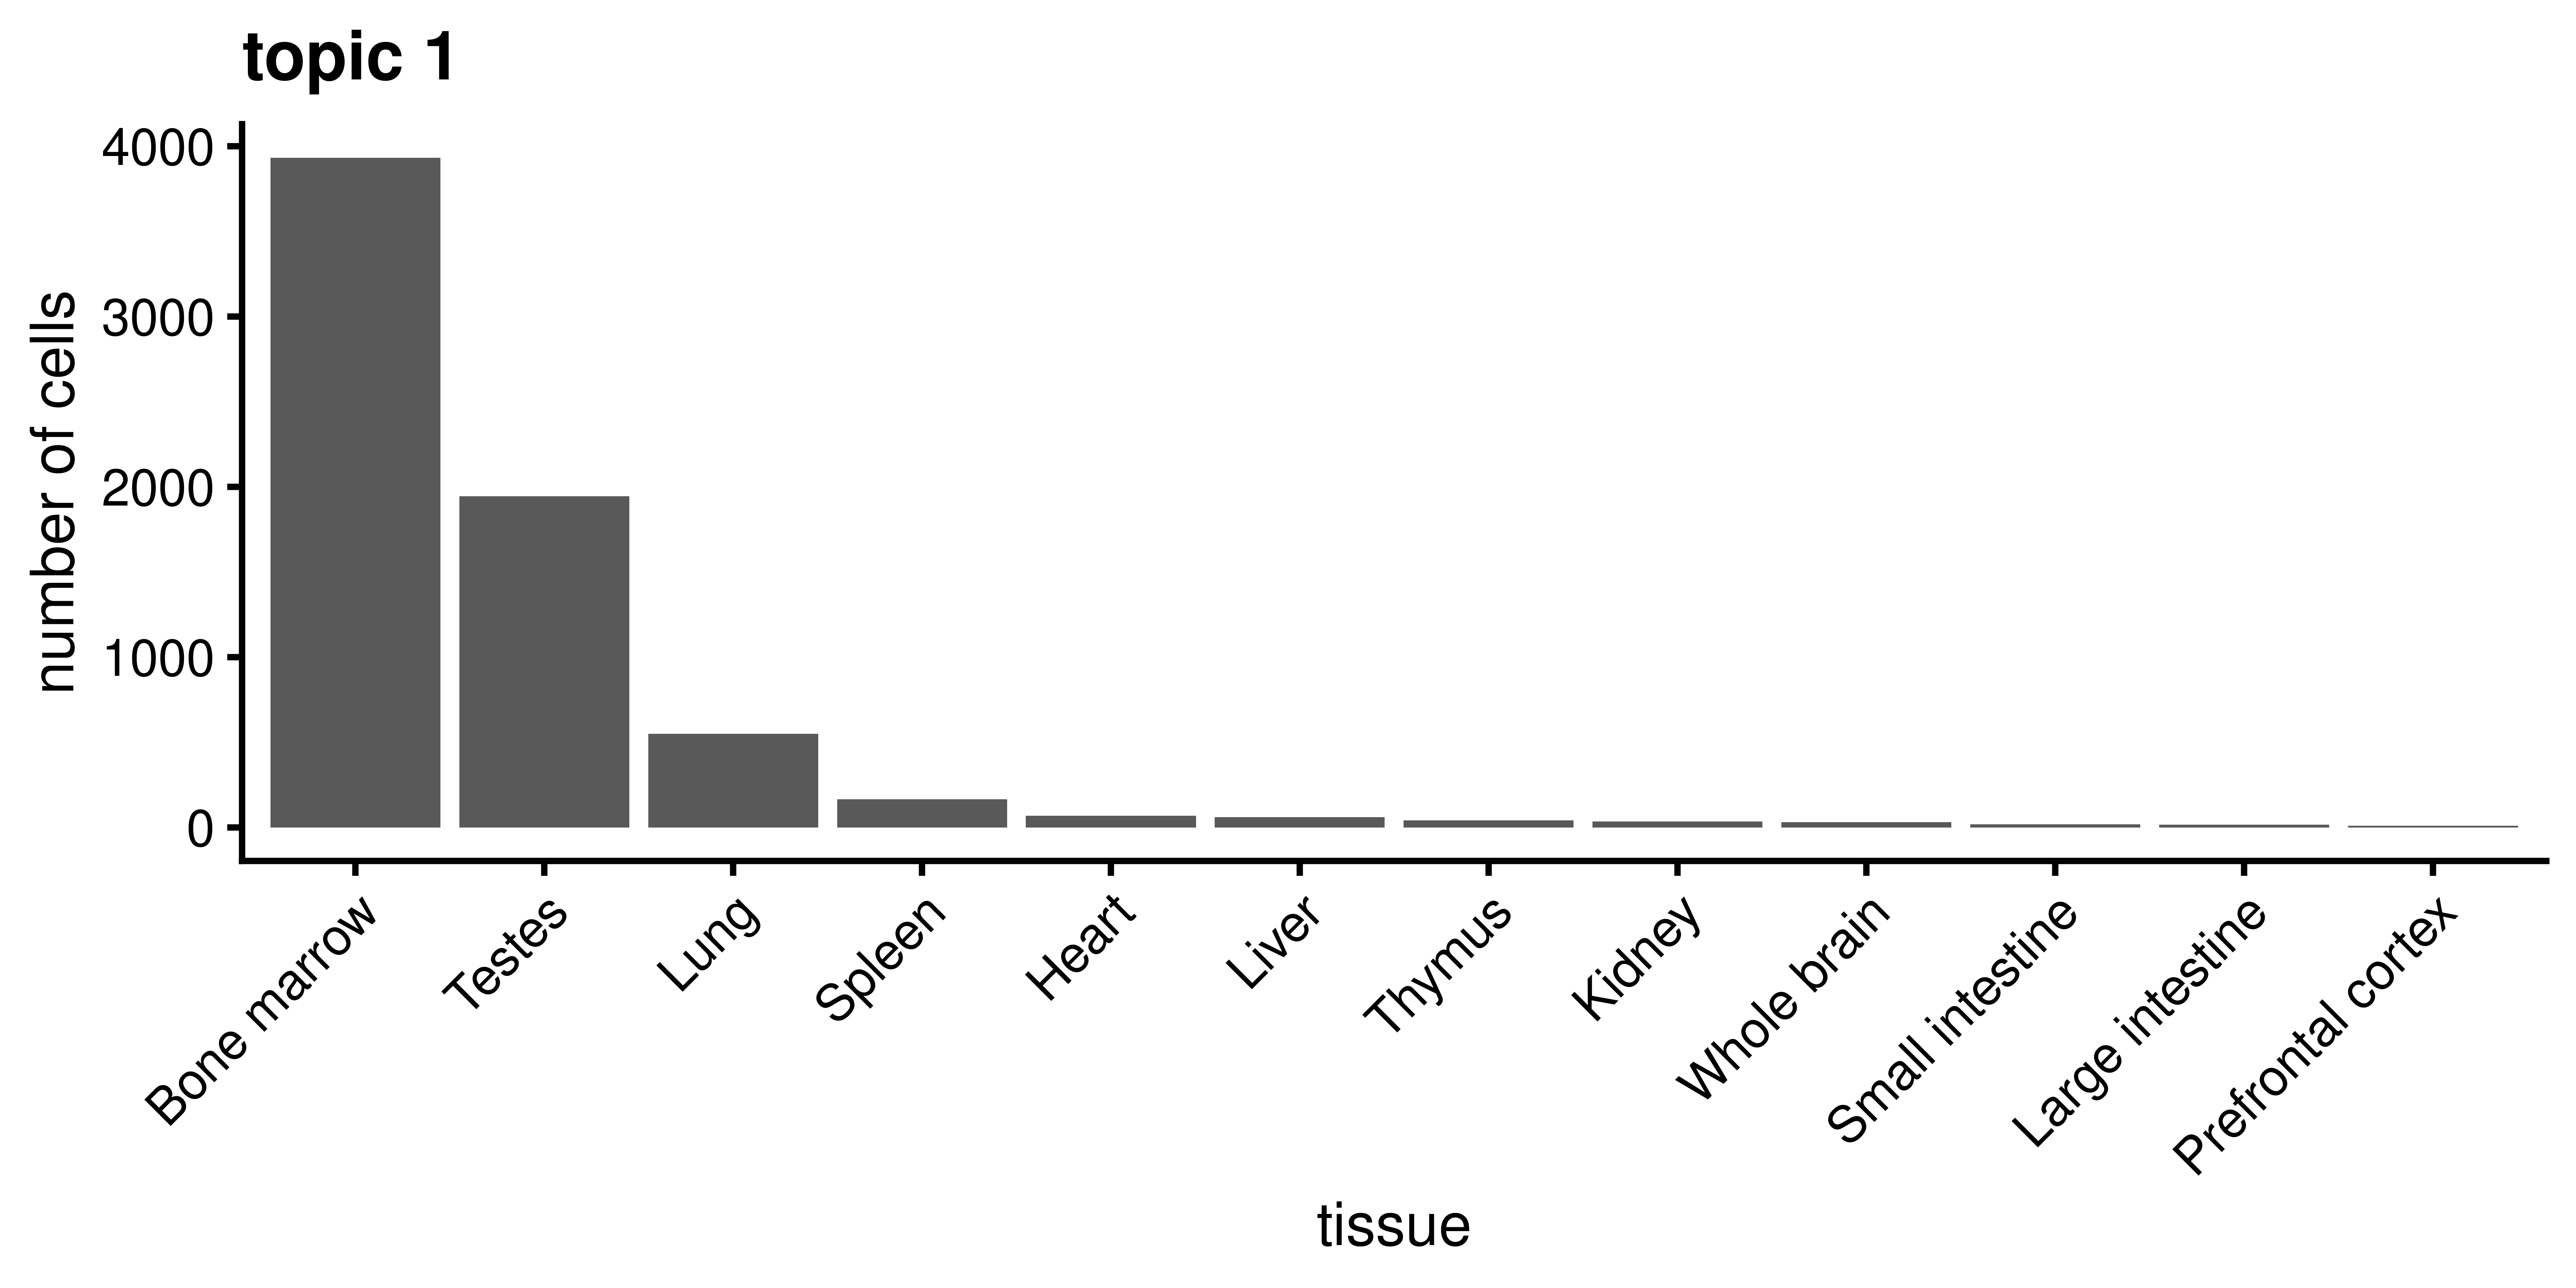 topic 1
number of cells
4000
3000
2000
1000
0
Bone marrow
Testes
Lung
Spleen
Heart
Liver
Thymus
Kidney
Whole brain
Small intestine
Large intestine
Prefrontal cortex
tissue